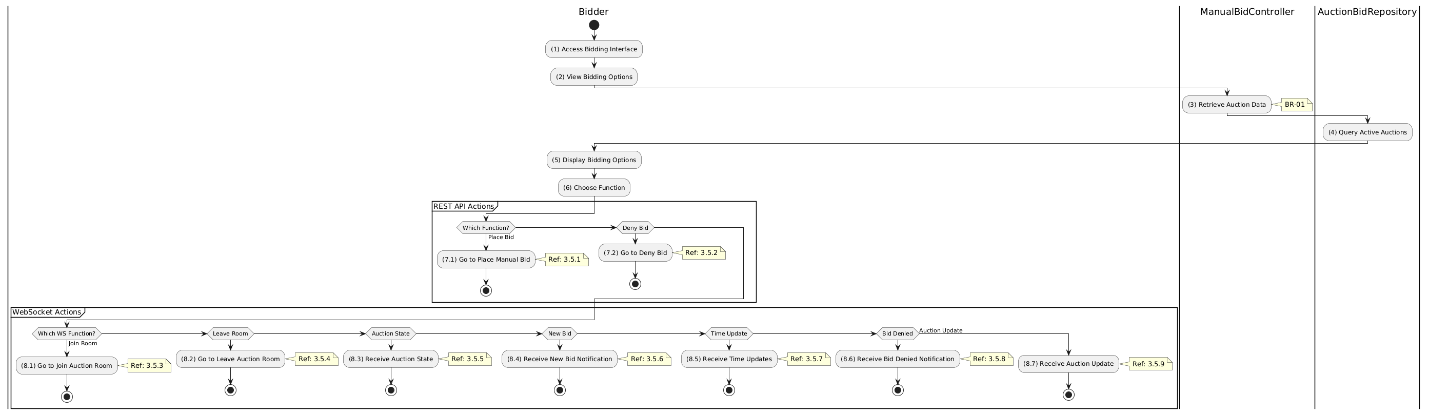 Bidder
ManualBidController
AuctionBidRepository
(1) Access Bidding Interface
(2) View Bidding Options
(3) Retrieve Auction Data
BR-01
(4) Query Active Auctions
(5) Display Bidding Options
(6) Choose Function
REST API Actions
Which Function?
Deny Bid
Place Bid
(7.1) Go to Place Manual Bid
Ref: 3.5.1
(7.2) Go to Deny Bid
Ref: 3.5.2
WebSocket Actions
Which WS Function?
Leave Room
Auction State
New Bid
Time Update
Bid Denied
Auction Update
Join Room
(8.1) Go to Join Auction Room
Ref: 3.5.3
(8.2) Go to Leave Auction Room
Ref: 3.5.4
(8.3) Receive Auction State
Ref: 3.5.5
(8.4) Receive New Bid Notification
Ref: 3.5.6
(8.5) Receive Time Updates
Ref: 3.5.7
(8.6) Receive Bid Denied Notification
Ref: 3.5.8
(8.7) Receive Auction Update
Ref: 3.5.9